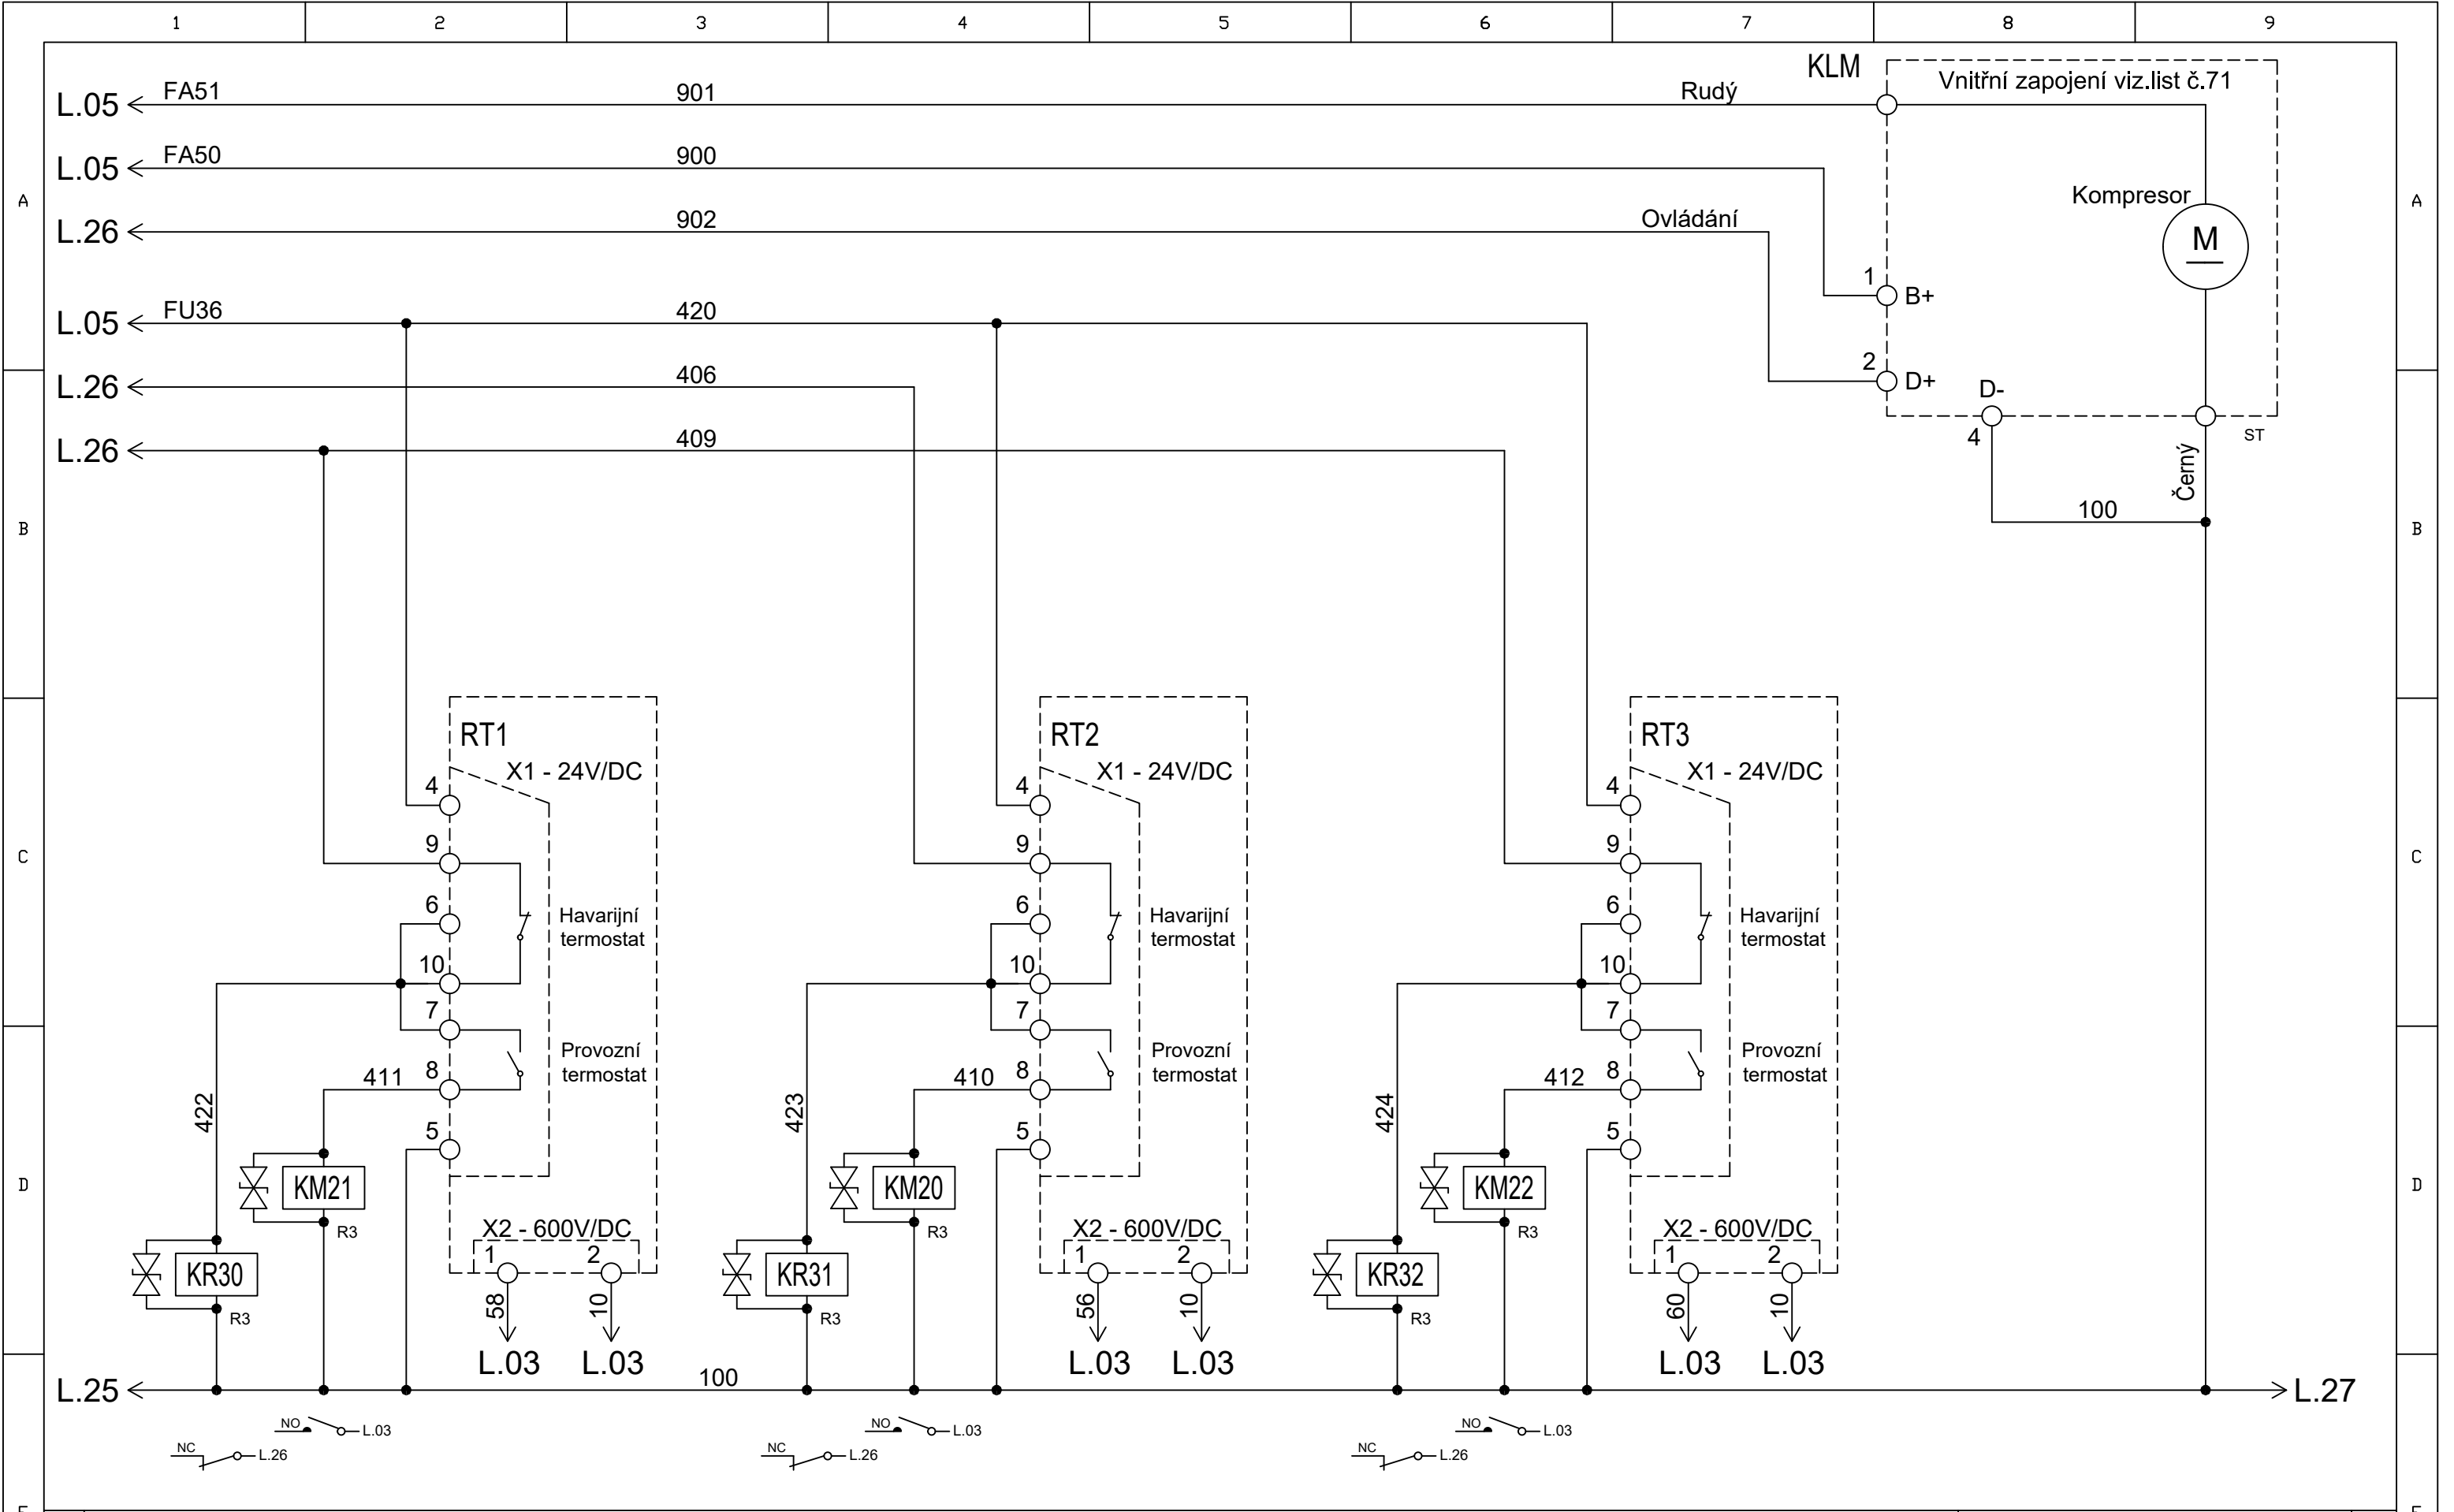 1 2 3 4 5 6 7 8 9
KLM
Vnitřní zapojení viz.list č.71
L.05 FA51 901 Rudý
L.05 FA50 900
A Kompresor A
L.26 902 Ovládání
M
1 B+
L.05 FU36 420
2 D+
L.26 406
D-
4 ST
L.26 409
Černý
100
B B
RT1 RT2 RT3
X1 - 24V/DC X1 - 24V/DC X1 - 24V/DC
4 4 4
9 9 9
C C
6 6 6
Havarijní Havarijní Havarijní
termostat termostat termostat
10 10 10
7 7 7
Provozní Provozní Provozní
termostat termostat termostat
411 8 410 8 412 8
422 423 424
5 5 5
D KM21 KM20 KM22 D
R3 R3 R3
X2 - 600V/DC X2 - 600V/DC X2 - 600V/DC
1 2 1 2 1 2
KR30 KR31 KR32
R3 R3 R3
58 10 56 10 60 10
L.03 L.03 L.03 L.03 L.03 L.03
L.25 100 L.27
NO L.03 NO L.03 NO L.03
NC L.26 NC L.26 NC L.26